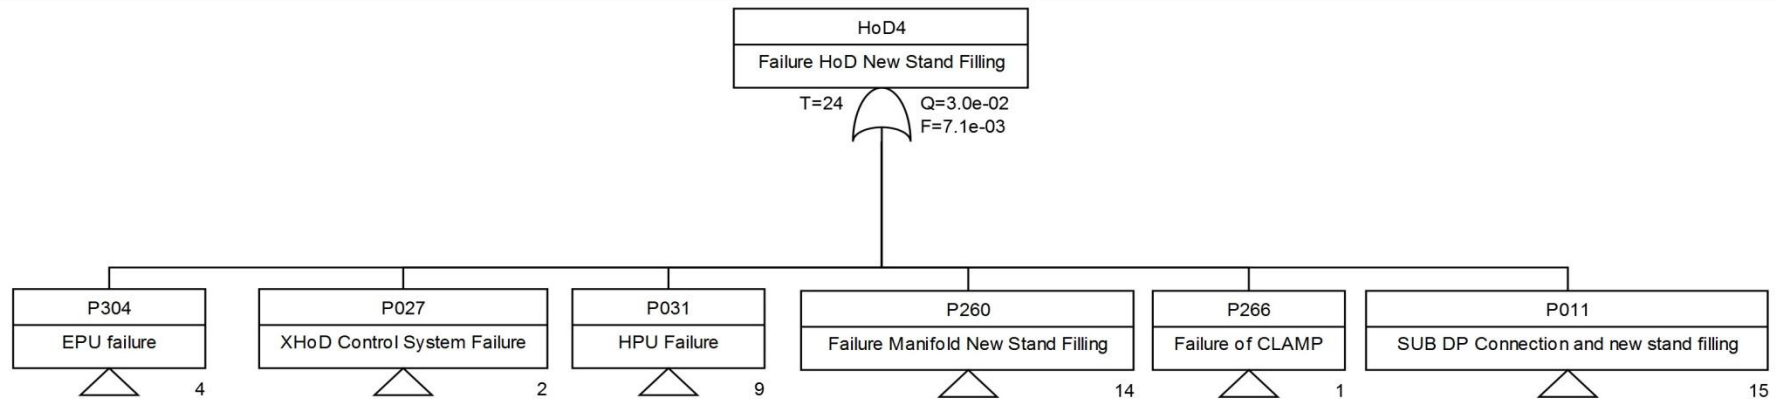 HoD4
Failure HoD New Stand Filling
T=24
Q=3.0e-02
F=7.1e-03
P304
EPU failure
4
P027
XHoD Control System Failure
2
P031
HPU Failure
9
P260
Failure Manifold New Stand Filling
14
P266
Failure of CLAMP
1
P011
SUB DP Connection and new stand filling
15